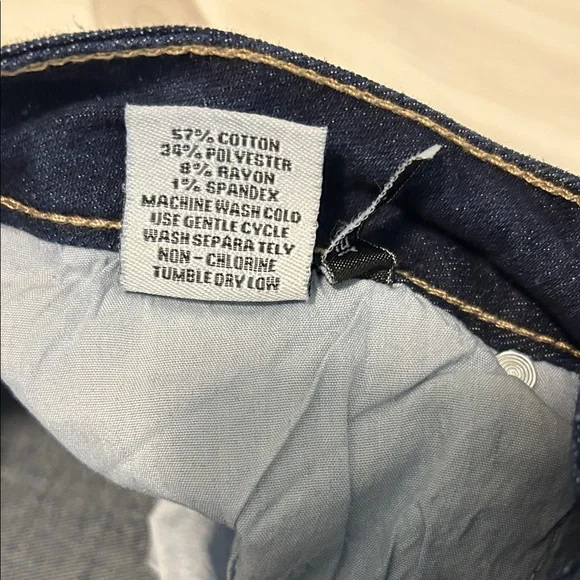 57% COTTON
34% POLYESTER
8% RAYON
1% SPANDEX
MACHINE WASH COLD
USE GENTLE CYCLE
WASH SEPARA TELY
NON - CHLORINE
TUMBLE DRY LOW